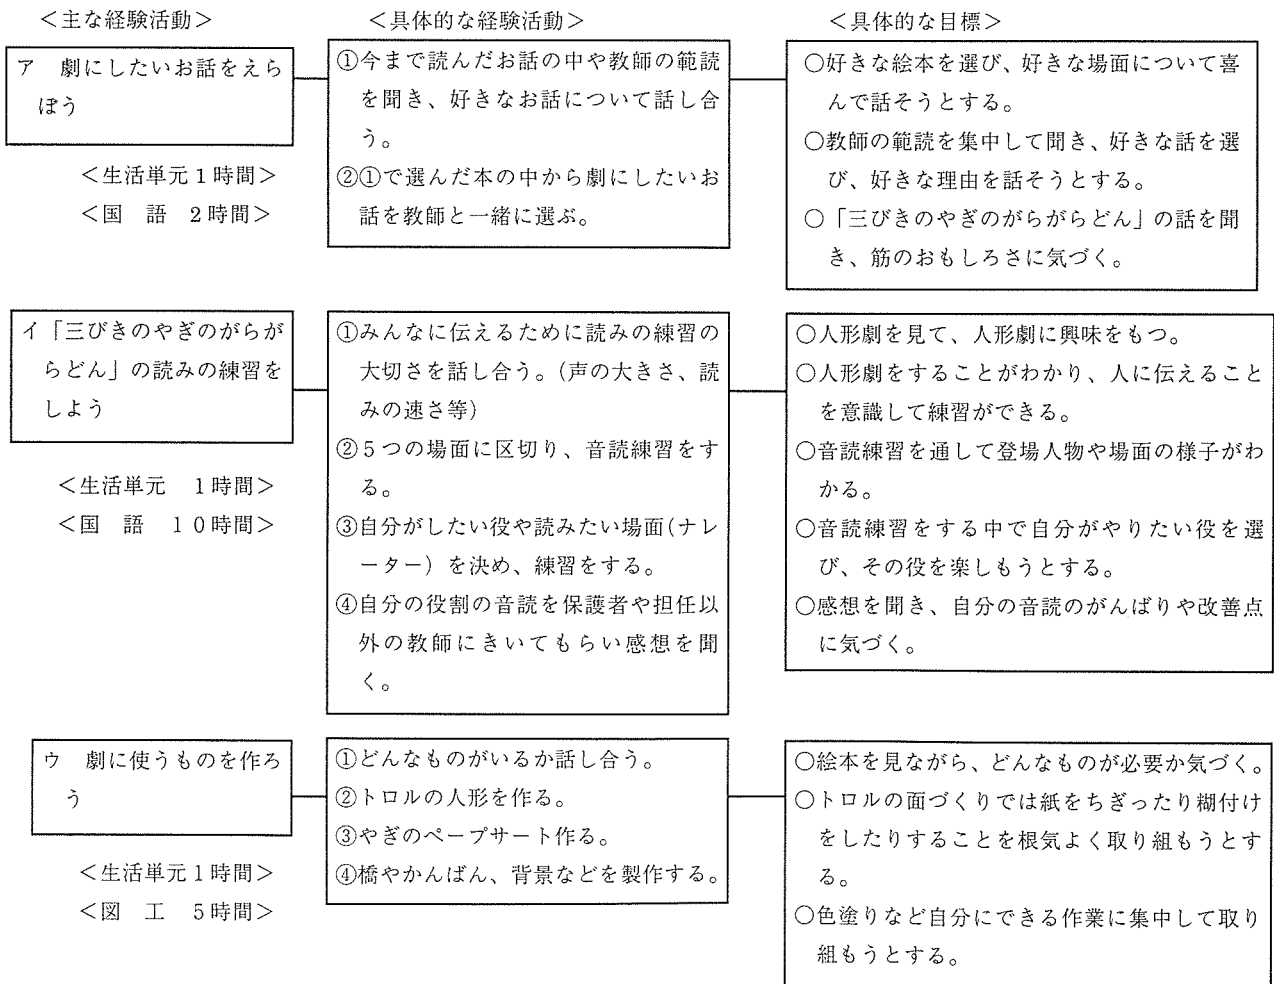 ＜主な経験活動＞
＜具体的な経験活動＞
＜具体的な目標＞
ア　劇にしたいお話をえら
ぼう
＜生活単元１時間＞
＜国　語　２時間＞
①今まで読んだお話の中や教師の範読
を聞き、好きなお話について話し合
う。
②①で選んだ本の中から劇にしたいお
話を教師と一緒に選ぶ。
○好きな絵本を選び、好きな場面について喜
んで話そうとする。
○教師の範読を集中して聞き、好きな話を選
び、好きな理由を話そうとする。
○「三びきのやぎのがらがらどん」の話を聞
き、筋のおもしろさに気づく。
イ「三びきのやぎのがらが
らどん」の読みの練習を
しよう
＜生活単元　１時間＞
＜国　語　１０時間＞
①みんなに伝えるために読みの練習の
大切さを話し合う。（声の大きさ、読
みの速さ等）
②５つの場面に区切り、音読練習をす
る。
③自分がしたい役や読みたい場面（ナレ
ーター）を決め、練習をする。
④自分の役割の音読を保護者や担任以
外の教師にきいてもらい感想を聞
く。
○人形劇を見て、人形劇に興味をもつ。
○人形劇をすることがわかり、人に伝えること
を意識して練習ができる。
○音読練習を通して登場人物や場面の様子がわ
かる。
○音読練習をする中で自分がやりたい役を選
び、その役を楽しもうとする。
○感想を聞き、自分の音読のがんばりや改善点
に気づく。
ウ　劇に使うものを作ろ
う
＜生活単元１時間＞
＜図　工　５時間＞
①どんなものがいるか話し合う。
②トロルの人形を作る。
③やぎのペープサート作る。
④橋やかんばん、背景などを製作する。
○絵本を見ながら、どんなものが必要か気づく。
○トロルの面づくりでは紙をちぎったり糊付け
をしたりすることを根気よく取り組もうとす
る。
○色塗りなど自分にできる作業に集中して取り
組もうとする。